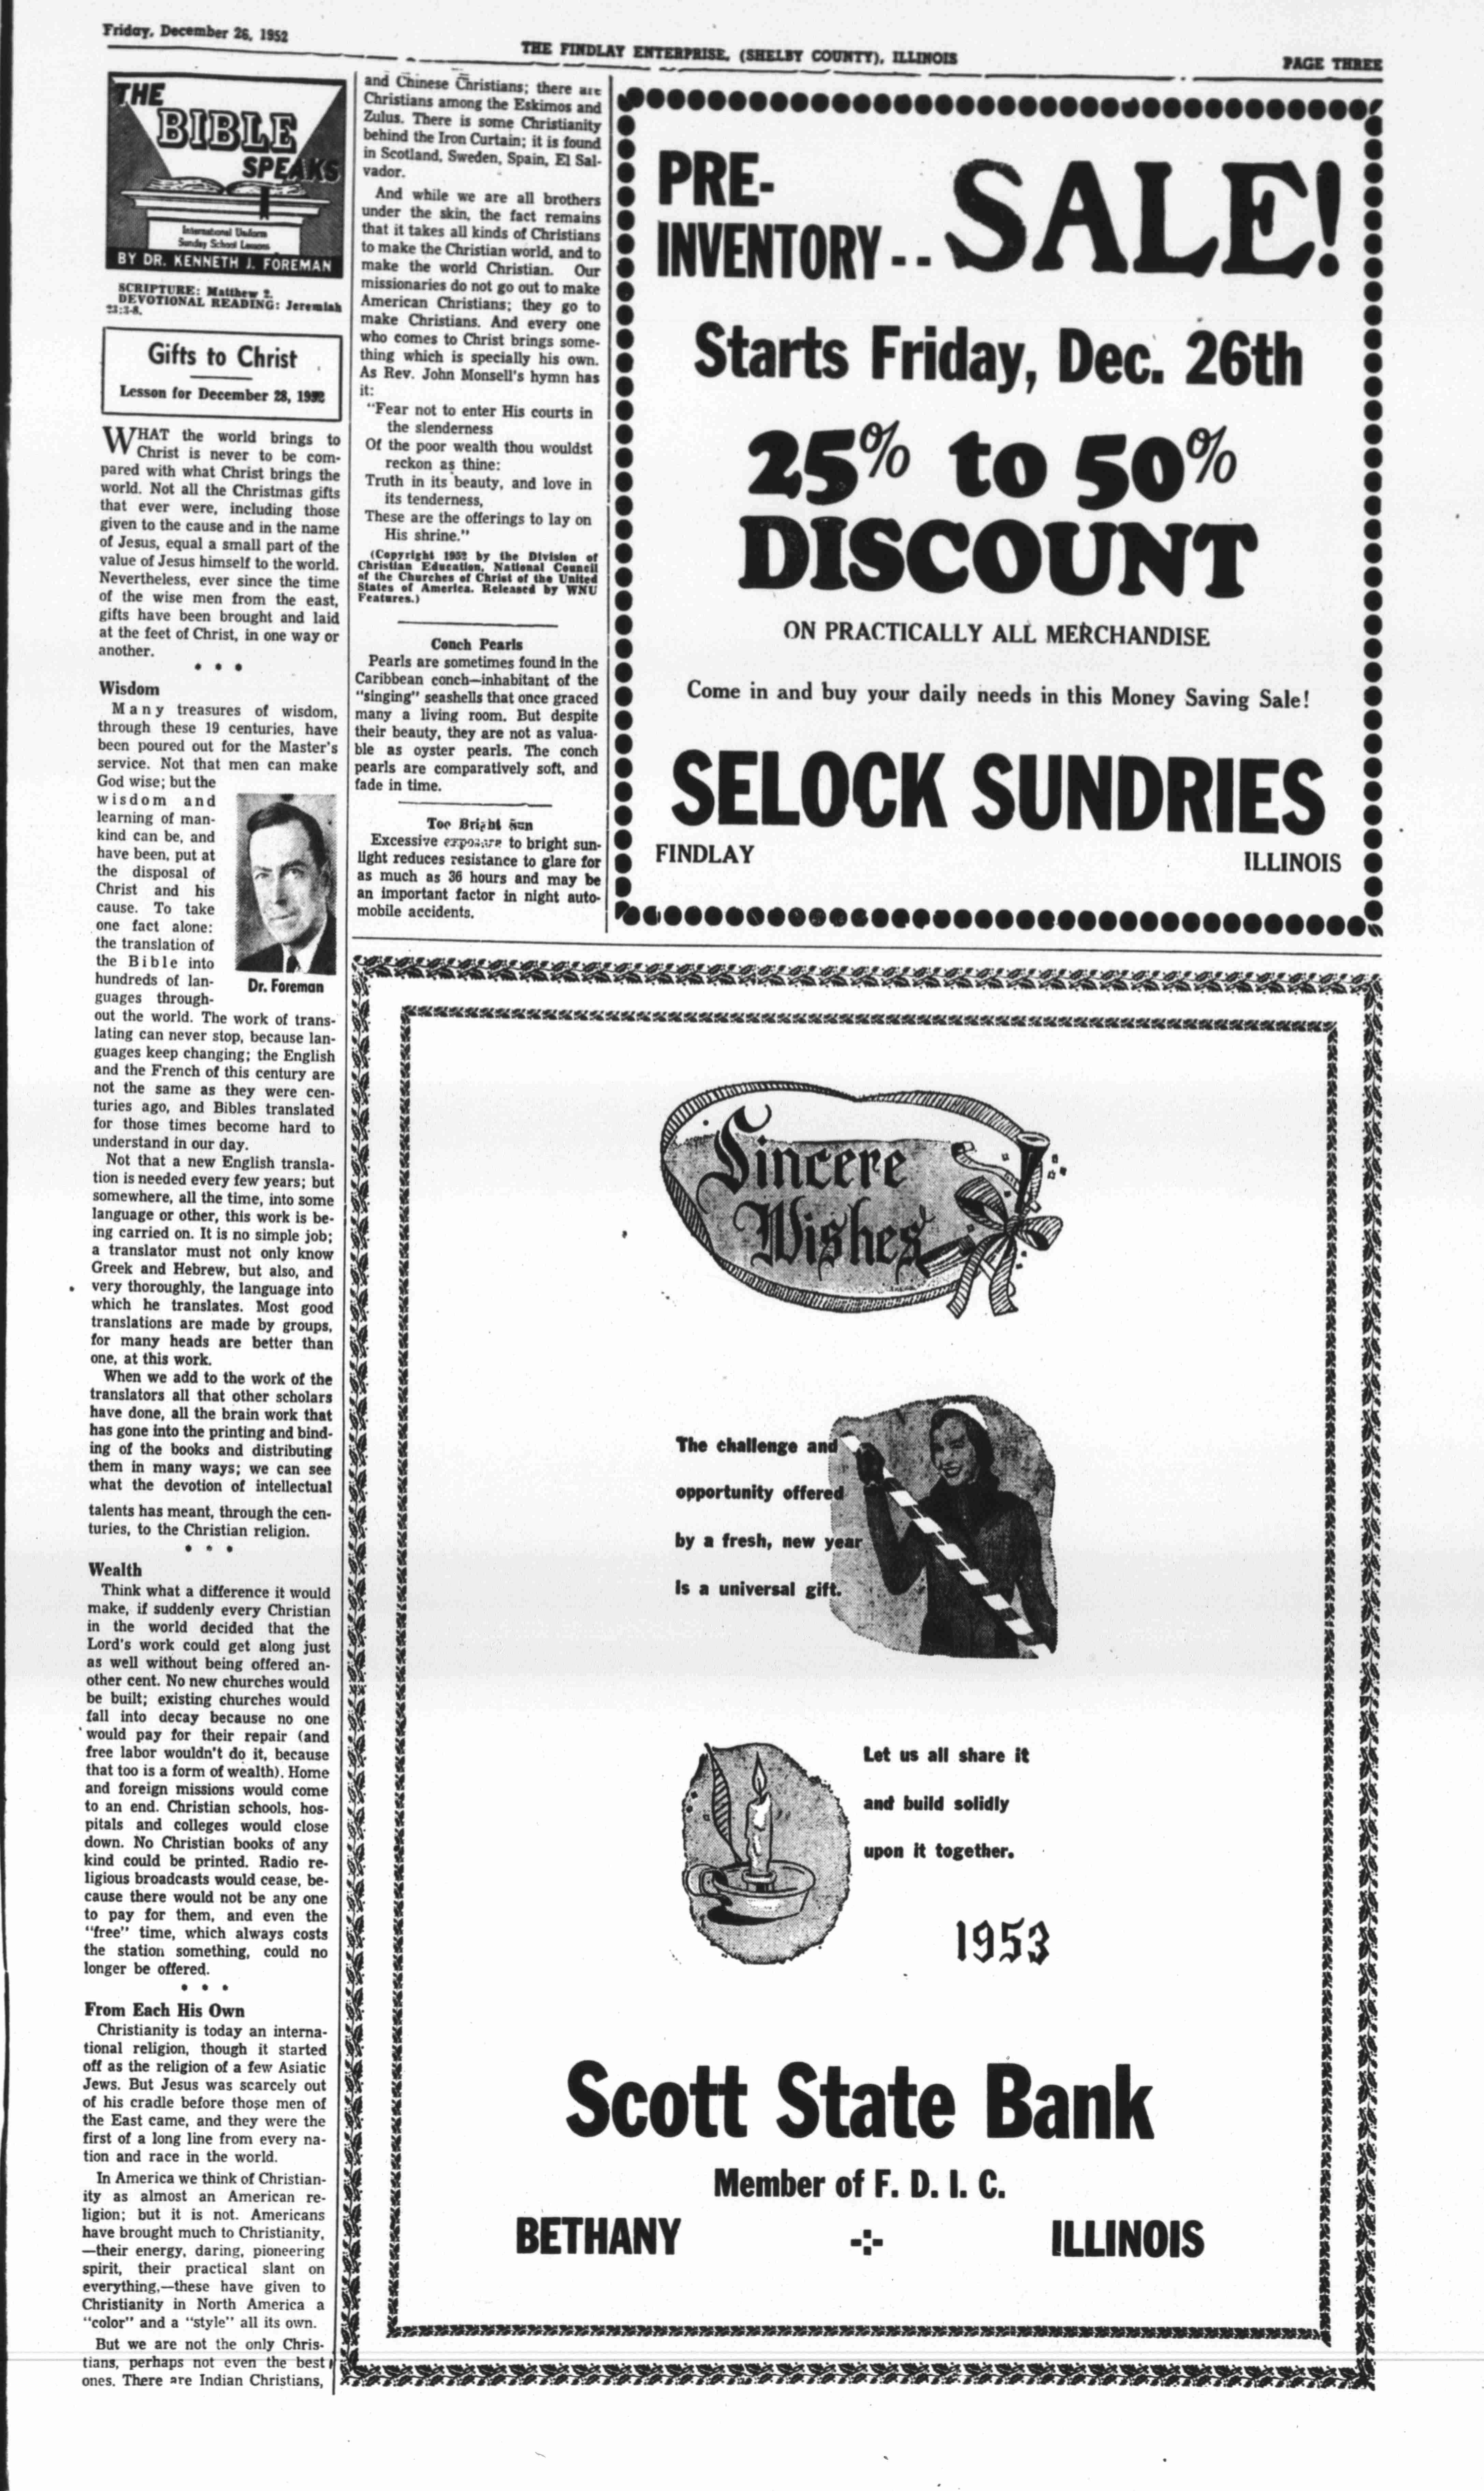 Friday, December 26, 1952
THE FINDLAY ENTERPRISE, (SHELBY COUNTY), ILLINOIS
PAGE THREE
THE
BIBLE
SPEAKS
International Uniform
Sunday School Lessons
BY DR. KENNETH J. FOREMAN
SCRIPTURE: Matthew 2.
DEVOTIONAL READING: Jeremiah
23:3-8.
Gifts to Christ
Lesson for December 28, 1952
WHAT the world brings to
Christ is never to be com-
pared with what Christ brings the
world. Not all the Christmas gifts
that ever were, including those
given to the cause and in the name
of Jesus, equal a small part of the
value of Jesus himself to the world.
Nevertheless, ever since the time
of the wise men from the east,
gifts have been brought and laid
at the feet of Christ, in one way or
another.
• • •
Wisdom
Many treasures of wisdom,
through these 19 centuries, have
been poured out for the Master's
service. Not that men can make
God wise; but the
wisdom and
learning of man-
kind can be, and
have been, put at
the disposal of
Christ and his
cause. To take
one fact alone:
the translation of
the Bible into
hundreds of lan-
guages through-
Dr. Foreman
out the world. The work of trans-
lating can never stop, because lan-
guages keep changing; the English
and the French of this century are
not the same as they were cen-
turies ago, and Bibles translated
for those times become hard to
understand in our day.
Not that a new English transla-
tion is needed every few years; but
somewhere, all the time, into some
language or other, this work is be-
ing carried on. It is no simple job;
a translator must not only know
Greek and Hebrew, but also, and
very thoroughly, the language into
which he translates. Most good
translations are made by groups,
for many heads are better than
one, at this work.
When we add to the work of the
translators all that other scholars
have done, all the brain work that
has gone into the printing and bind-
ing of the books and distributing
them in many ways; we can see
what the devotion of intellectual
talents has meant, through the cen-
turies, to the Christian religion.
• • •
Wealth
Think what a difference it would
make, if suddenly every Christian
in the world decided that the
Lord's work could get along just
as well without being offered an-
other cent. No new churches would
be built; existing churches would
fall into decay because no one
would pay for their repair (and
free labor wouldn't do it, because
that too is a form of wealth). Home
and foreign missions would come
to an end. Christian schools, hos-
pitals and colleges would close
down. No Christian books of any
kind could be printed. Radio re-
ligious broadcasts would cease, be-
cause there would not be any one
to pay for them, and even the
"free" time, which always costs
the station something, could no
longer be offered.
• • •
From Each His Own
Christianity is today an interna-
tional religion, though it started
off as the religion of a few Asiatic
Jews. But Jesus was scarcely out
of his cradle before those men of
the East came, and they were the
first of a long line from every na-
tion and race in the world.
In America we think of Christian-
ity as almost an American re-
ligion; but it is not. Americans
have brought much to Christianity,
—their energy, daring, pioneering
spirit, their practical slant on
everything,—these have given to
Christianity in North America a
"color" and a "style" all its own.
But we are not the only Chris-
tians, perhaps not even the best
ones. There are Indian Christians,
and Chinese Christians; there are
Christians among the Eskimos and
Zulus. There is some Christianity
behind the Iron Curtain; it is found
in Scotland, Sweden, Spain, El Sal-
vador.
And while we are all brothers
under the skin, the fact remains
that it takes all kinds of Christians
to make the Christian world, and to
make the world Christian. Our
missionaries do not go out to make
American Christians; they go to
make Christians. And every one
who comes to Christ brings some-
thing which is specially his own.
As Rev. John Monsell's hymn has
it:
"Fear not to enter His courts in
the slenderness
Of the poor wealth thou wouldst
reckon as thine:
Truth in its beauty, and love in
its tenderness,
These are the offerings to lay on
His shrine."
(Copyright 1952 by the Division of
Christian Education, National Council
of the Churches of Christ of the United
States of America. Released by WNU
Features.)
Conch Pearls
Pearls are sometimes found in the
Caribbean conch—inhabitant of the
"singing" seashells that once graced
many a living room. But despite
their beauty, they are not as valua-
ble as oyster pearls. The conch
pearls are comparatively soft, and
fade in time.
Too Bright Sun
Excessive exposure to bright sun-
light reduces resistance to glare for
as much as 36 hours and may be
an important factor in night auto-
mobile accidents.
PRE-
INVENTORY -- SALE!
Starts Friday, Dec. 26th
25% to 50%
DISCOUNT
ON PRACTICALLY ALL MERCHANDISE
Come in and buy your daily needs in this Money Saving Sale!
SELOCK SUNDRIES
FINDLAY ILLINOIS
Sincere
Wishes
The challenge and
opportunity offered
by a fresh, new year
is a universal gift.
Let us all share it
and build solidly
upon it together.
1953
Scott State Bank
Member of F. D. I. C.
BETHANY -:- ILLINOIS